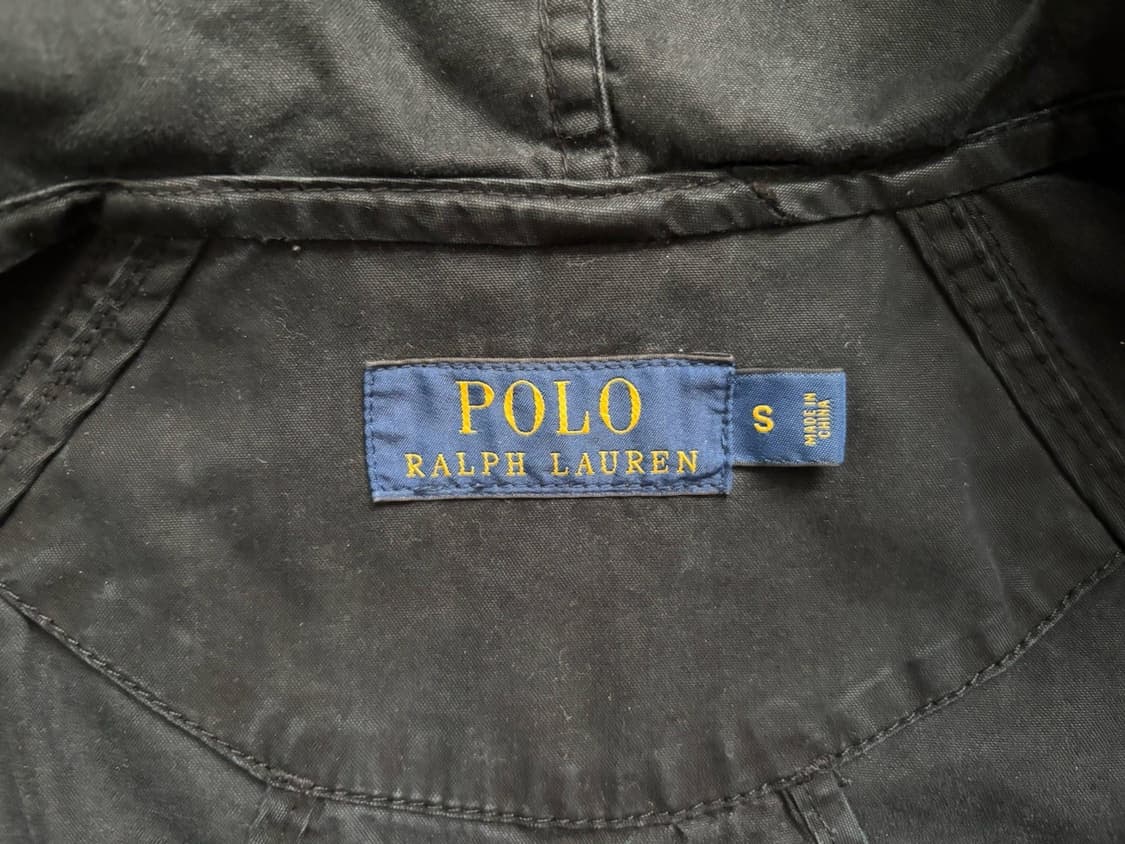 POLO
RALPH LAUREN
S
MADE IN
CHINA